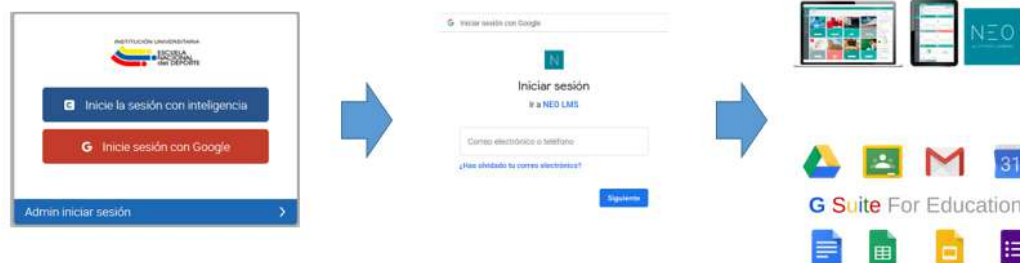 INSTITUCIÓN UNIVERSITARIA
ESCUELA
NACIONAL
del DEPORTE
Inicie la sesión con inteligencia
G Inicie sesión con Google
Admin iniciar sesión
G Iniciar sesión con Google
N
Iniciar sesión
Ir a NEO LMS
Correo electrónico o teléfono
¿Has olvidado tu correo electrónico?
Siguiente
NEO
31
G Suite For Education